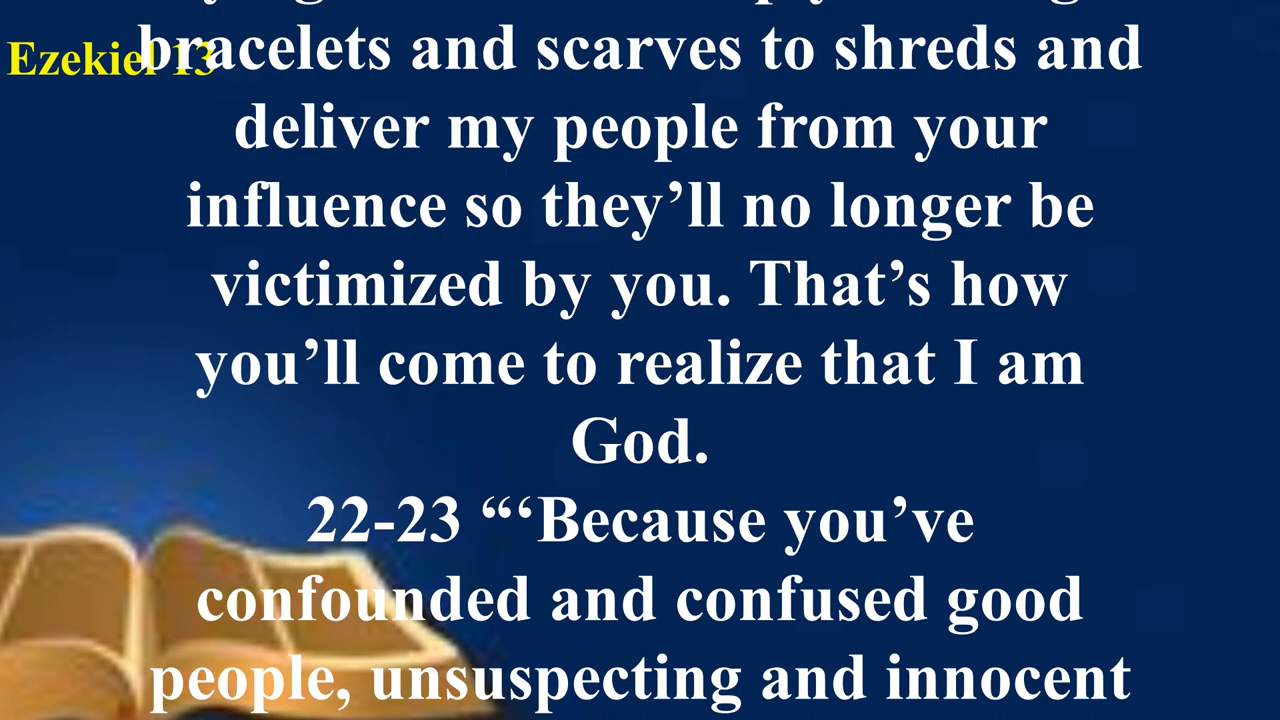 Ezekiel 13
bracelets and scarves to shreds and
deliver my people from your
influence so they’ll no longer be
victimized by you. That’s how
you’ll come to realize that I am
God.
22-23 “‘Because you’ve
confounded and confused good
people, unsuspecting and innocent